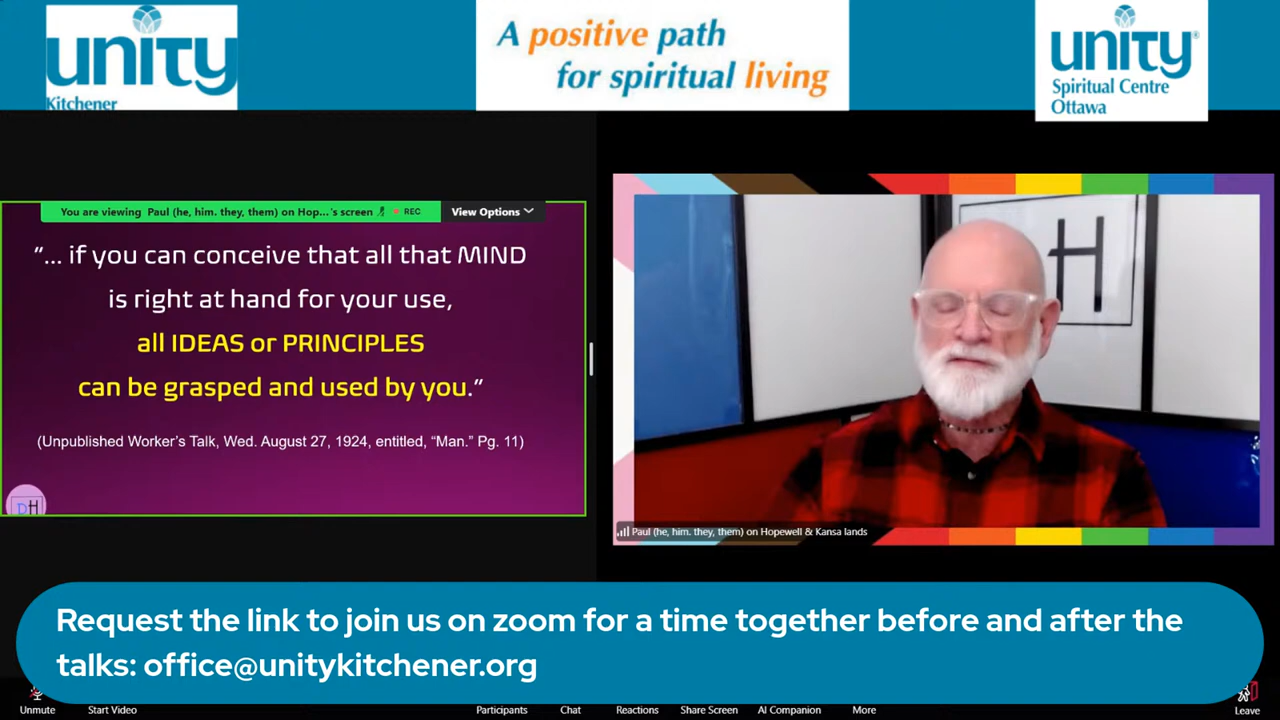 unity
Kitchener
A positive path
for spiritual living
unity®
Spiritual Centre
Ottawa
You are viewing Paul (he, him. they, them) on Hop...'s screen
REC
View Options
"... if you can conceive that all that MIND
is right at hand for your use,
all IDEAS or PRINCIPLES
can be grasped and used by you."
(Unpublished Worker's Talk, Wed. August 27, 1924, entitled, "Man." Pg. 11)
DH
H
Paul (he, him. they, them) on Hopewell & Kansa lands
Request the link to join us on zoom for a time together before and after the
talks: office@unitykitchener.org
Unmute
Start Video
Participants
Chat
Reactions
Share Screen
AI Companion
More
Leave